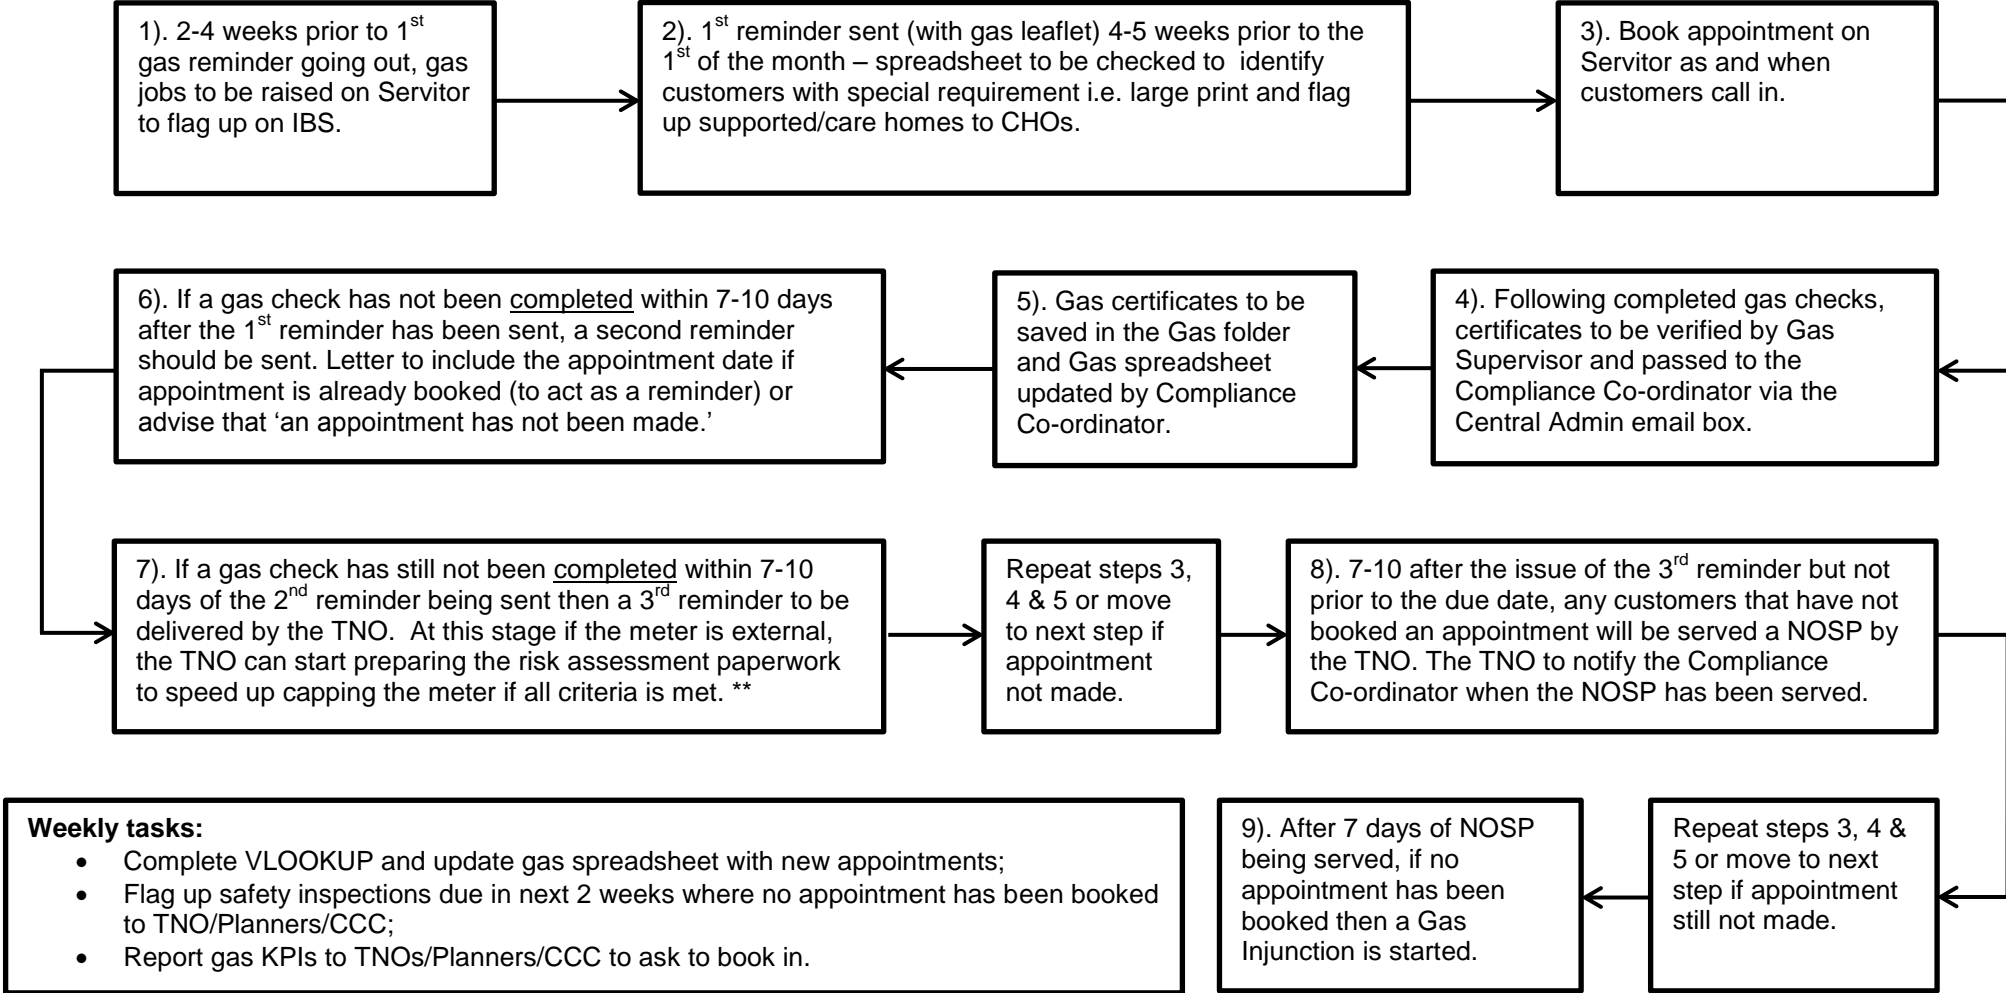 1). 2-4 weeks prior to 1st
gas reminder going out, gas
jobs to be raised on Servitor
to flag up on IBS.
2). 1st reminder sent (with gas leaflet) 4-5 weeks prior to the
1st of the month – spreadsheet to be checked to identify
customers with special requirement i.e. large print and flag
up supported/care homes to CHOs.
3). Book appointment on
Servitor as and when
customers call in.
4). Following completed gas checks,
certificates to be verified by Gas
Supervisor and passed to the
Compliance Co-ordinator via the
Central Admin email box.
5). Gas certificates to be
saved in the Gas folder
and Gas spreadsheet
updated by Compliance
Co-ordinator.
6). If a gas check has not been completed within 7-10 days
after the 1st reminder has been sent, a second reminder
should be sent. Letter to include the appointment date if
appointment is already booked (to act as a reminder) or
advise that ‘an appointment has not been made.’
7). If a gas check has still not been completed within 7-10
days of the 2nd reminder being sent then a 3rd reminder to be
delivered by the TNO. At this stage if the meter is external,
the TNO can start preparing the risk assessment paperwork
to speed up capping the meter if all criteria is met. **
Repeat steps 3,
4 & 5 or move
to next step if
appointment
not made.
8). 7-10 after the issue of the 3rd reminder but not
prior to the due date, any customers that have not
booked an appointment will be served a NOSP by
the TNO. The TNO to notify the Compliance
Co-ordinator when the NOSP has been served.
Repeat steps 3, 4 &
5 or move to next
step if appointment
still not made.
9). After 7 days of NOSP
being served, if no
appointment has been
booked then a Gas
Injunction is started.
Weekly tasks:
• Complete VLOOKUP and update gas spreadsheet with new appointments;
• Flag up safety inspections due in next 2 weeks where no appointment has been booked
to TNO/Planners/CCC;
• Report gas KPIs to TNOs/Planners/CCC to ask to book in.